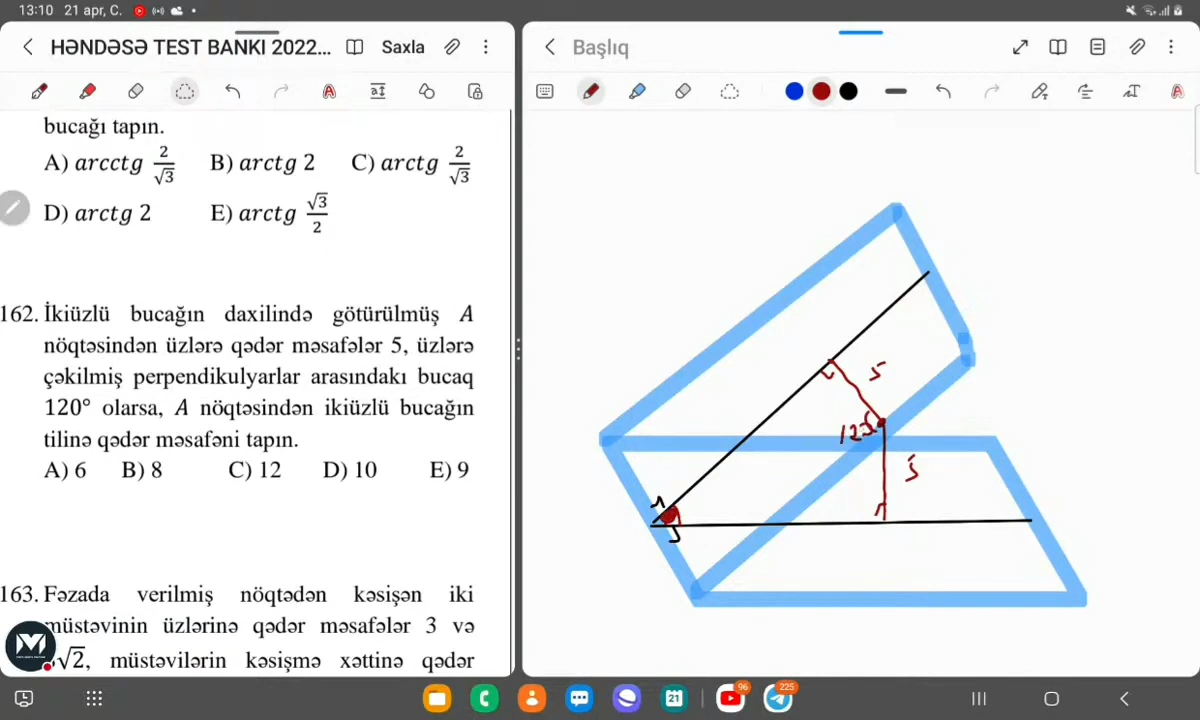 13:10 21 apr, C.
HƏNDƏSƏ TEST BANKI 2022...
Saxla
Başlıq
bucağı tapın.
A) arcctg 2/√3 B) arctg 2 C) arctg 2/√3
D) arctg 2 E) arctg √3/2
162. İkiüzlü bucağın daxilində götürülmüş A
nöqtəsindən üzlərə qədər məsafələr 5, üzlərə
çəkilmiş perpendikulyarlar arasındakı bucaq
120° olarsa, A nöqtəsindən ikiüzlü bucağın
tilinə qədər məsafəni tapın.
A) 6 B) 8 C) 12 D) 10 E) 9
163. Fəzada verilmiş nöqtədən kəsişən iki
müstəvinin üzlərinə qədər məsafələr 3 və
√2, müstəvilərin kəsişmə xəttinə qədər
5
5
21
96
225